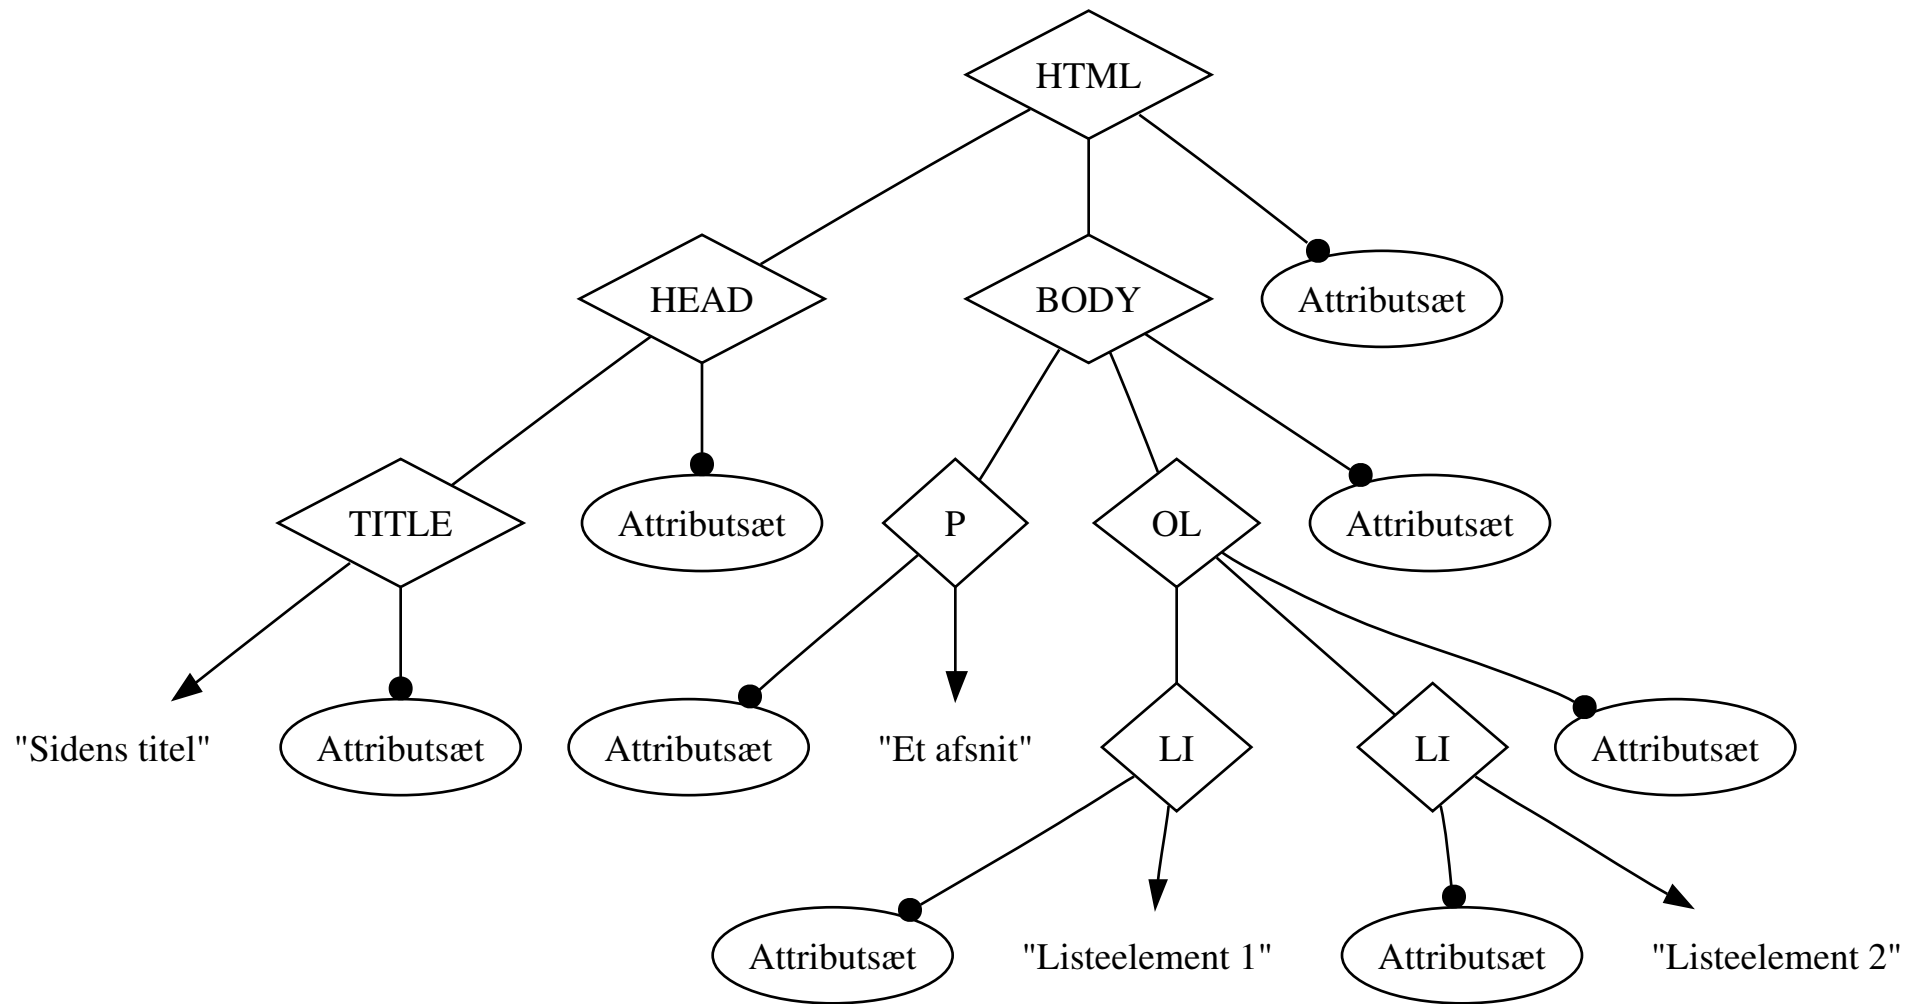 HTML
HEAD
BODY
Attributsæt
TITLE
Attributsæt
P
OL
Attributsæt
"Sidens titel"
Attributsæt
Attributsæt
"Et afsnit"
LI
LI
Attributsæt
Attributsæt
"Listeelement 1"
Attributsæt
"Listeelement 2"